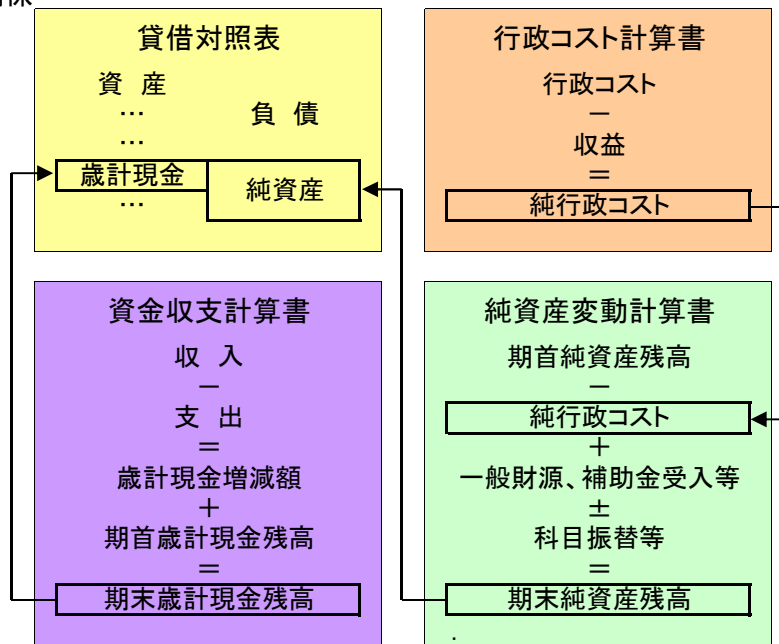 貸借対照表
資 産
…
負 債
…
歳計現金
純資産
…
行政コスト計算書
行政コスト
－
収益
＝
純行政コスト
資金収支計算書
収 入
－
支 出
＝
歳計現金増減額
＋
期首歳計現金残高
＝
期末歳計現金残高
純資産変動計算書
期首純資産残高
－
純行政コスト
＋
一般財源、補助金受入等
±
科目振替等
＝
期末純資産残高